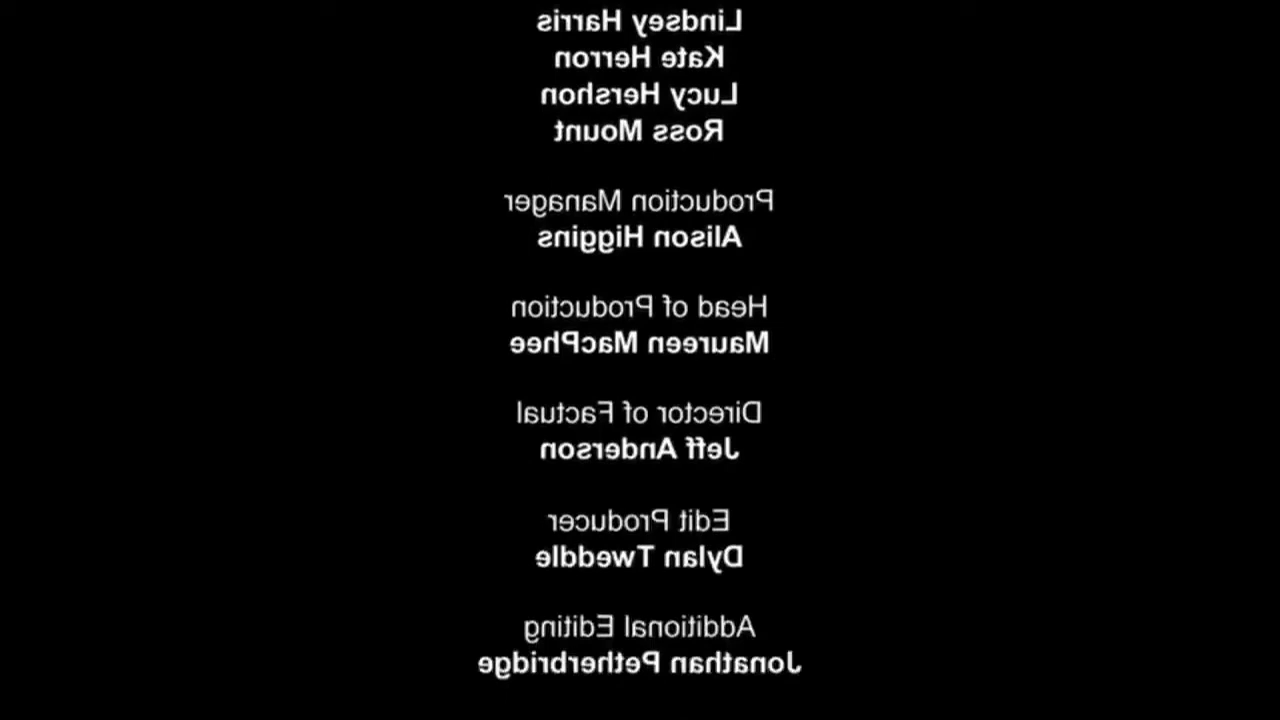 Lindsey Harris
Kate Herron
Lucy Hershon
Ross Mount
Production Manager
Alison Higgins
Head of Production
Maureen MacPhee
Director of Factual
Jeff Anderson
Edit Producer
Dylan Tweddle
Additional Editing
Jonathan Petherbridge